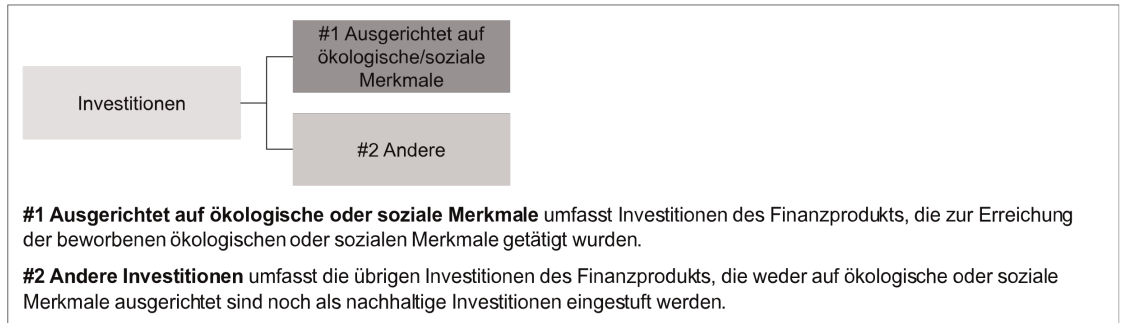 #1 Ausgerichtet auf
ökologische/soziale
Merkmale
Investitionen
#2 Andere
#1 Ausgerichtet auf ökologische oder soziale Merkmale umfasst Investitionen des Finanzprodukts, die zur Erreichung
der beworbenen ökologischen oder sozialen Merkmale getätigt wurden.
#2 Andere Investitionen umfasst die übrigen Investitionen des Finanzprodukts, die weder auf ökologische oder soziale
Merkmale ausgerichtet sind noch als nachhaltige Investitionen eingestuft werden.